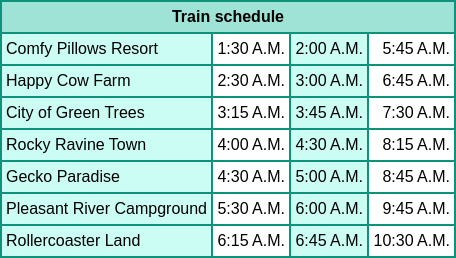 Train schedule
Comfy Pillows Resort 1:30 A.M. 2:00 A.M. 5:45 A.M.
Happy Cow Farm 2:30 A.M. 3:00 A.M. 6:45 A.M.
City of Green Trees 3:15 A.M. 3:45 A.M. 7:30 A.M.
Rocky Ravine Town 4:00 A.M. 4:30 A.M. 8:15 A.M.
Gecko Paradise 4:30 A.M. 5:00 A.M. 8:45 A.M.
Pleasant River Campground 5:30 A.M. 6:00 A.M. 9:45 A.M.
Rollercoaster Land 6:15 A.M. 6:45 A.M. 10:30 A.M.